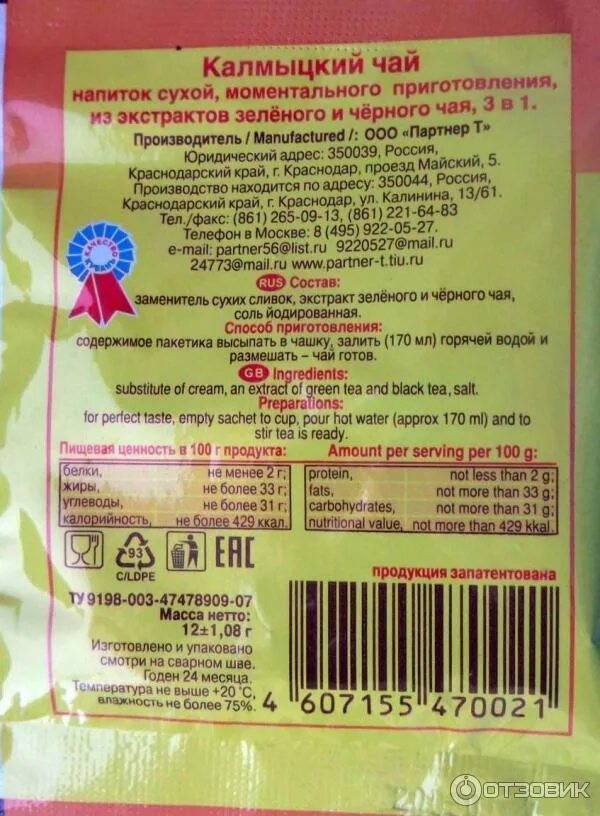 Калмыцкий чай
напиток сухой, моментального приготовления,
из экстрактов зелёного и чёрного чая, 3 в 1.
Производитель / Manufactured /: ООО «Партнер Т»
Юридический адрес: 350039, Россия,
Краснодарский край, г. Краснодар, проезд Майский, 5.
Производство находится по адресу: 350044, Россия,
Краснодарский край, г. Краснодар, ул. Калинина, 13/61.
Тел./факс: (861) 265-09-13, (861) 221-64-83
Телефон в Москве: 8 (495) 922-05-27.
e-mail: partner56@list.ru 9220527@mail.ru
24773@mail.ru www.partner-t.tiu.ru
КАЧЕСТВО
КУБАНЬ
RUS Состав:
заменитель сухих сливок, экстракт зелёного и чёрного чая,
соль йодированная.
Способ приготовления:
содержимое пакетика высыпать в чашку, залить (170 мл) горячей водой и
размешать – чай готов.
GB Ingredients:
substitute of cream, an extract of green tea and black tea, salt.
Preparations:
for perfect taste, empty sachet to cup, pour hot water (approx 170 ml) and to
stir tea is ready.
Пищевая ценность в 100 г продукта:
белки, не менее 2 г;
жиры, не более 33 г;
углеводы, не более 31 г;
калорийность, не более 429 ккал.
Amount per serving per 100 g:
protein, not less than 2 g;
fats, not more than 33 g;
carbohydrates, not more than 31 g;
nutritional value, not more than 429 kkal.
93
C/LDPE
EAC
продукция запатентована
ТУ 9198-003-47478909-07
Масса нетто:
12±1,08 г
Изготовлено и упаковано
смотри на сварном шве.
Годен 24 месяца.
Температура не выше +20 °С,
влажность не более 75%.
4 607155 470021
ОТЗОВИК